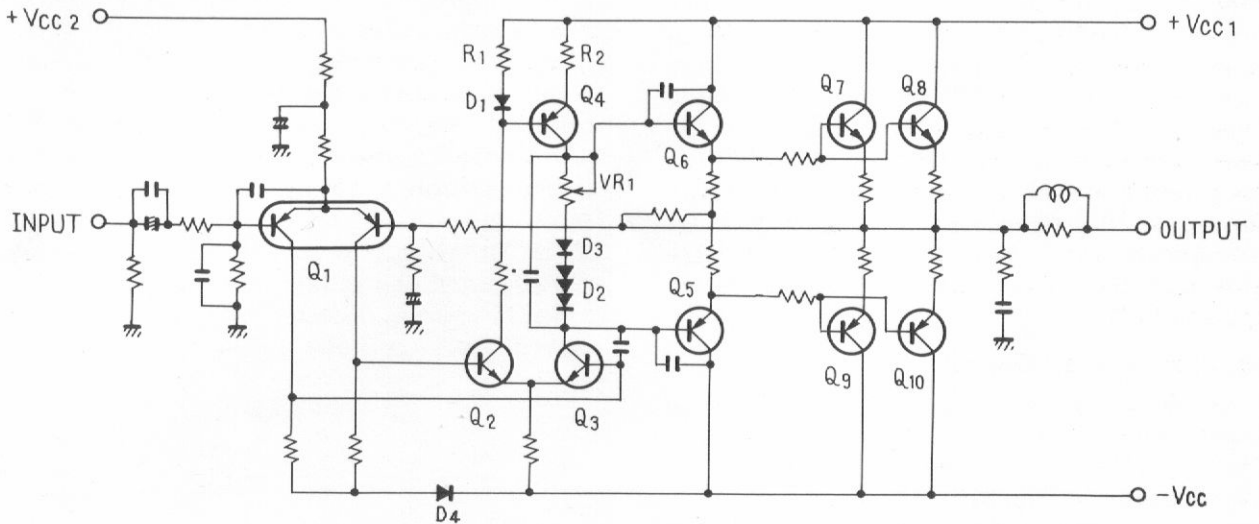 + Vcc 2
+ Vcc 1
R1
R2
D1
Q4
Q6
Q7
Q8
VR1
INPUT
OUTPUT
Q1
D3
D2
Q5
Q2
Q3
Q9
Q10
D4
- Vcc